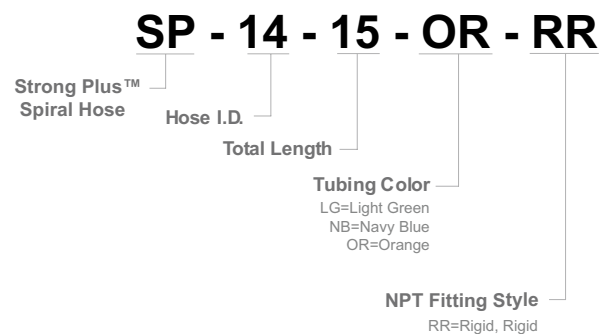 SP - 14 - 15 - OR - RR
Strong Plus™
Spiral Hose
Hose I.D.
Total Length
Tubing Color
LG=Light Green
NB=Navy Blue
OR=Orange
NPT Fitting Style
RR=Rigid, Rigid